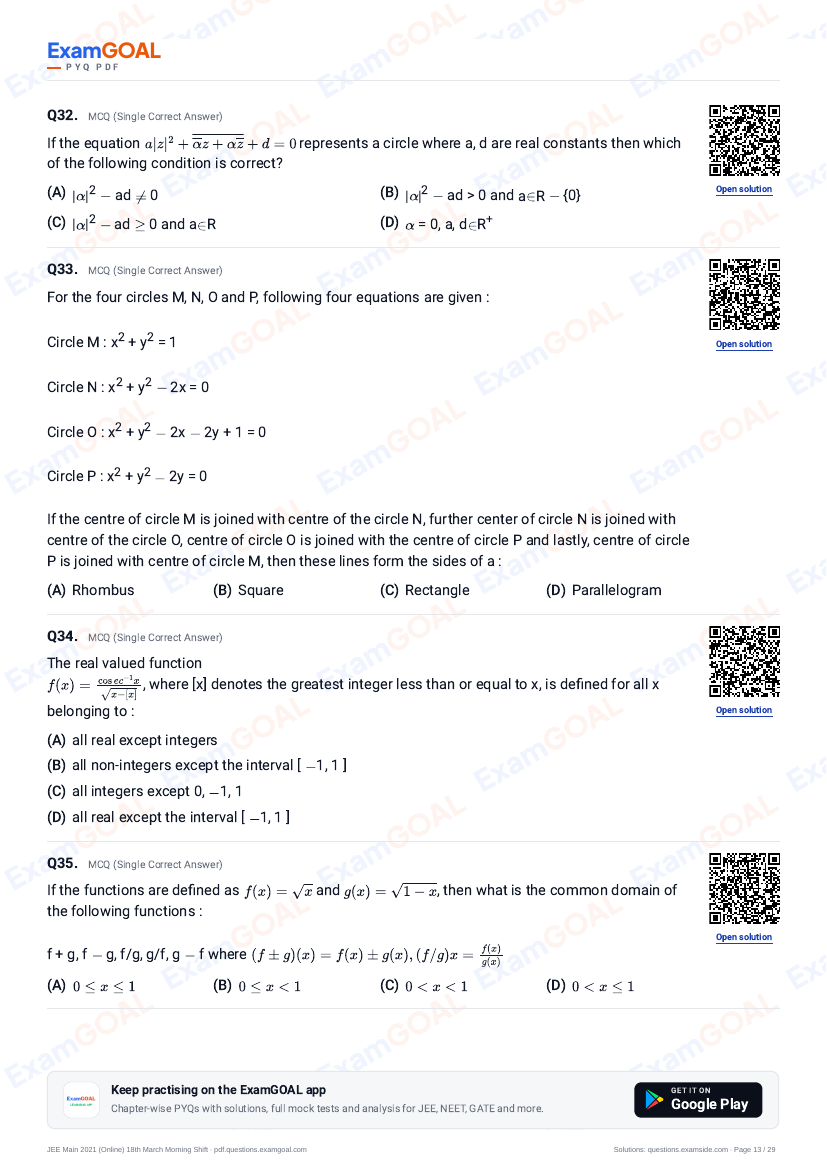 ExamGOAL
PYQ PDF
Q32. MCQ (Single Correct Answer)
If the equation a|z|² + \overline{\overline{α}z + α\overline{z}} + d = 0 represents a circle where a, d are real constants then which
of the following condition is correct?
(A) |α|² − ad ≠ 0
(B) |α|² − ad > 0 and a∈R − {0}
(C) |α|² − ad ≥ 0 and a∈R
(D) α = 0, a, d∈R⁺
Open solution
Q33. MCQ (Single Correct Answer)
For the four circles M, N, O and P, following four equations are given :
Circle M : x² + y² = 1
Circle N : x² + y² − 2x = 0
Circle O : x² + y² − 2x − 2y + 1 = 0
Circle P : x² + y² − 2y = 0
If the centre of circle M is joined with centre of the circle N, further center of circle N is joined with
centre of the circle O, centre of circle O is joined with the centre of circle P and lastly, centre of circle
P is joined with centre of circle M, then these lines form the sides of a :
(A) Rhombus (B) Square (C) Rectangle (D) Parallelogram
Open solution
Q34. MCQ (Single Correct Answer)
The real valued function
f(x) = \frac{cosec⁻¹x}{\sqrt{x−[x]}}, where [x] denotes the greatest integer less than or equal to x, is defined for all x
belonging to :
(A) all real except integers
(B) all non-integers except the interval [ −1, 1 ]
(C) all integers except 0, −1, 1
(D) all real except the interval [ −1, 1 ]
Open solution
Q35. MCQ (Single Correct Answer)
If the functions are defined as f(x) = √x and g(x) = \sqrt{1 − x}, then what is the common domain of
the following functions :
f + g, f − g, f/g, g/f, g − f where (f ± g)(x) = f(x) ± g(x), (f/g)x = \frac{f(x)}{g(x)}
(A) 0 ≤ x ≤ 1 (B) 0 ≤ x < 1 (C) 0 < x < 1 (D) 0 < x ≤ 1
Open solution
ExamGOAL
Keep practising on the ExamGOAL app
Chapter-wise PYQs with solutions, full mock tests and analysis for JEE, NEET, GATE and more.
GET IT ON
Google Play
JEE Main 2021 (Online) 18th March Morning Shift · pdf.questions.examgoal.com
Solutions: questions.examside.com · Page 13 / 29